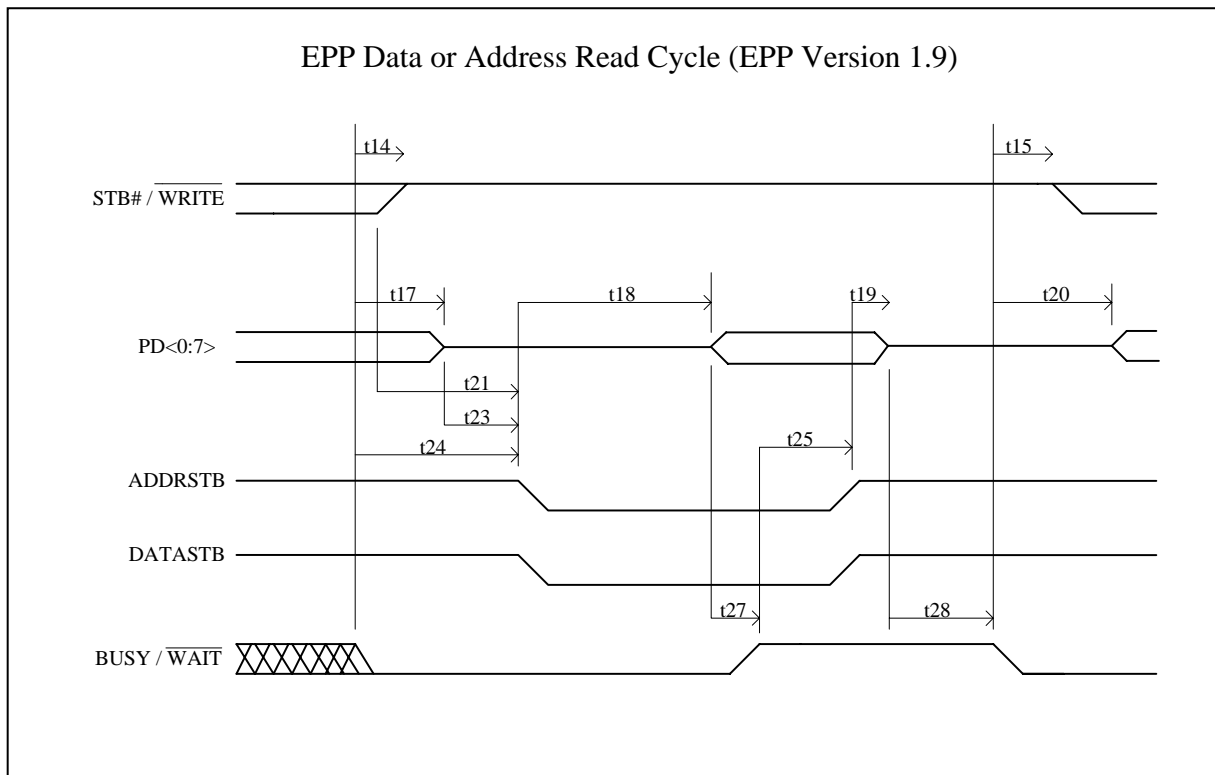 EPP Data or Address Read Cycle (EPP Version 1.9)
t14
t15
STB# / WRITE
t17
t18
t19
t20
PD<0:7>
t21
t23
t25
t24
ADDRSTB
DATASTB
t27
t28
BUSY / WAIT